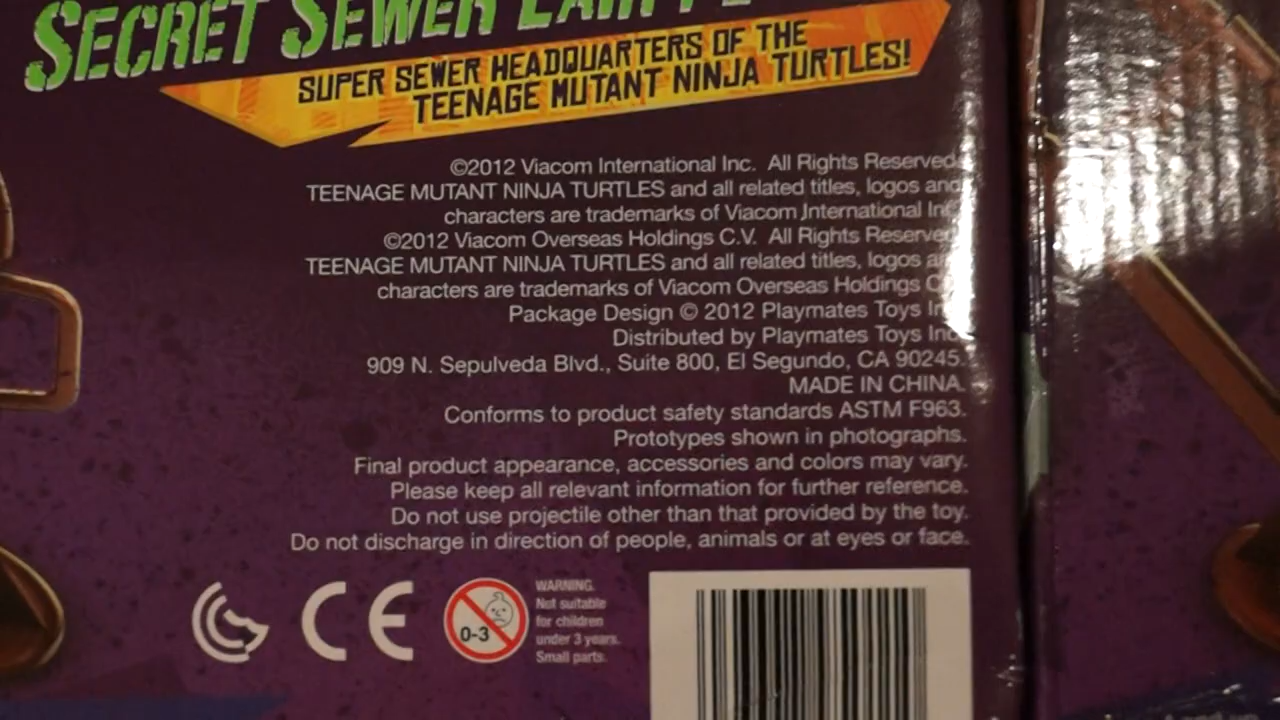 SECRET SEWER
SUPER SEWER HEADQUARTERS OF THE
TEENAGE MUTANT NINJA TURTLES!
©2012 Viacom International Inc. All Rights Reserved
TEENAGE MUTANT NINJA TURTLES and all related titles, logos and
characters are trademarks of Viacom International Inc
©2012 Viacom Overseas Holdings C.V. All Rights Reserved
TEENAGE MUTANT NINJA TURTLES and all related titles, logos and
characters are trademarks of Viacom Overseas Holdings
Package Design © 2012 Playmates Toys Inc
Distributed by Playmates Toys Inc
909 N. Sepulveda Blvd., Suite 800, El Segundo, CA 90245.
MADE IN CHINA.
Conforms to product safety standards ASTM F963.
Prototypes shown in photographs.
Final product appearance, accessories and colors may vary.
Please keep all relevant information for further reference.
Do not use projectile other than that provided by the toy.
Do not discharge in direction of people, animals or at eyes or face.
CE
0-3
WARNING.
Not suitable
for children
under 3 years.
Small parts.